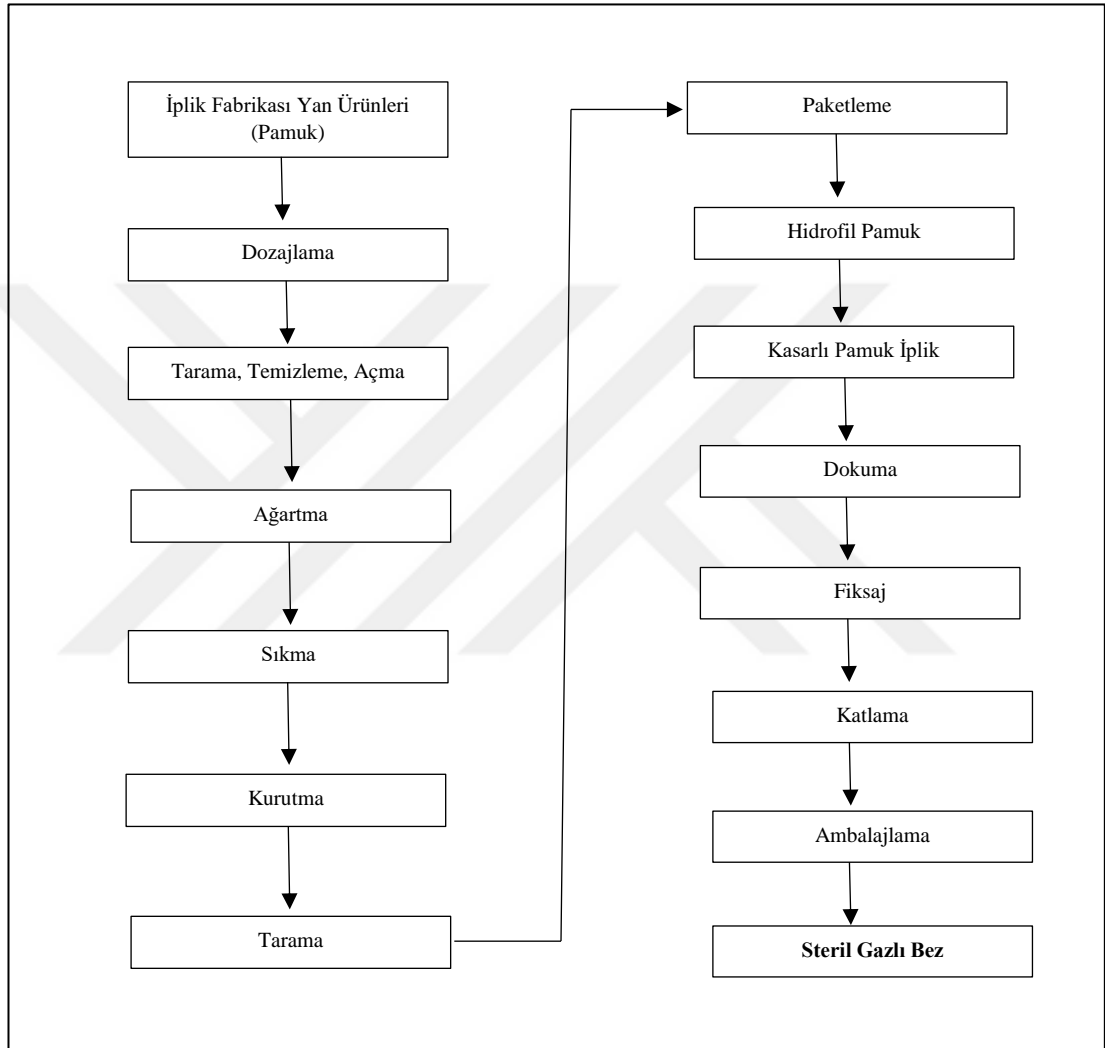 İplik Fabrikası Yan Ürünleri
(Pamuk)
Dozajlama
Tarama, Temizleme, Açma
Ağartma
Sıkma
Kurutma
Tarama
Paketleme
Hidrofil Pamuk
Kasarlı Pamuk İplik
Dokuma
Fiksaj
Katlama
Ambalajlama
Steril Gazlı Bez